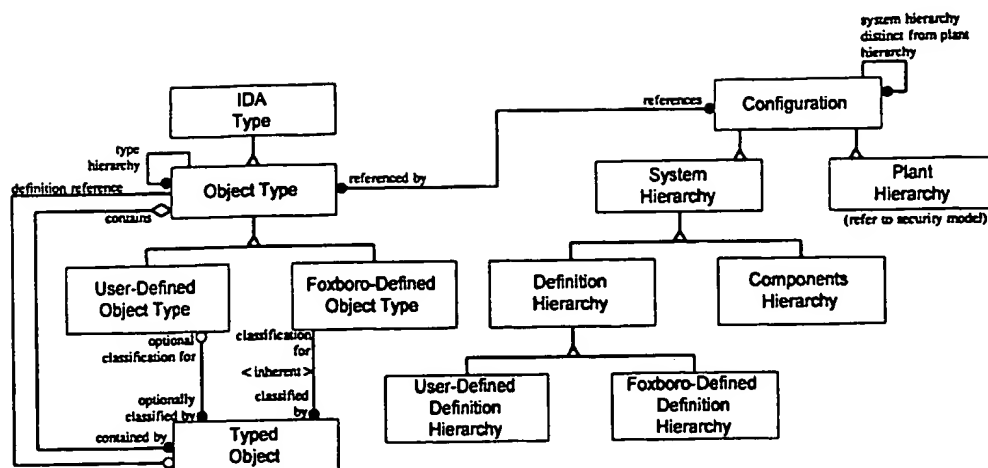 system hierarchy
distinct from plant
hierarchy
IDA
Type
references
Configuration
type
hierarchy
definition reference
Object Type
referenced by
System
Hierarchy
Plant
Hierarchy
contains
(refer to security model)
User-Defined
Object Type
Foxboro-Defined
Object Type
Definition
Hierarchy
Components
Hierarchy
optional
classification for
classification
for
< inherent >
optionally
classified by
classified
by
User-Defined
Definition
Hierarchy
Foxboro-Defined
Definition
Hierarchy
contained by
Typed
Object